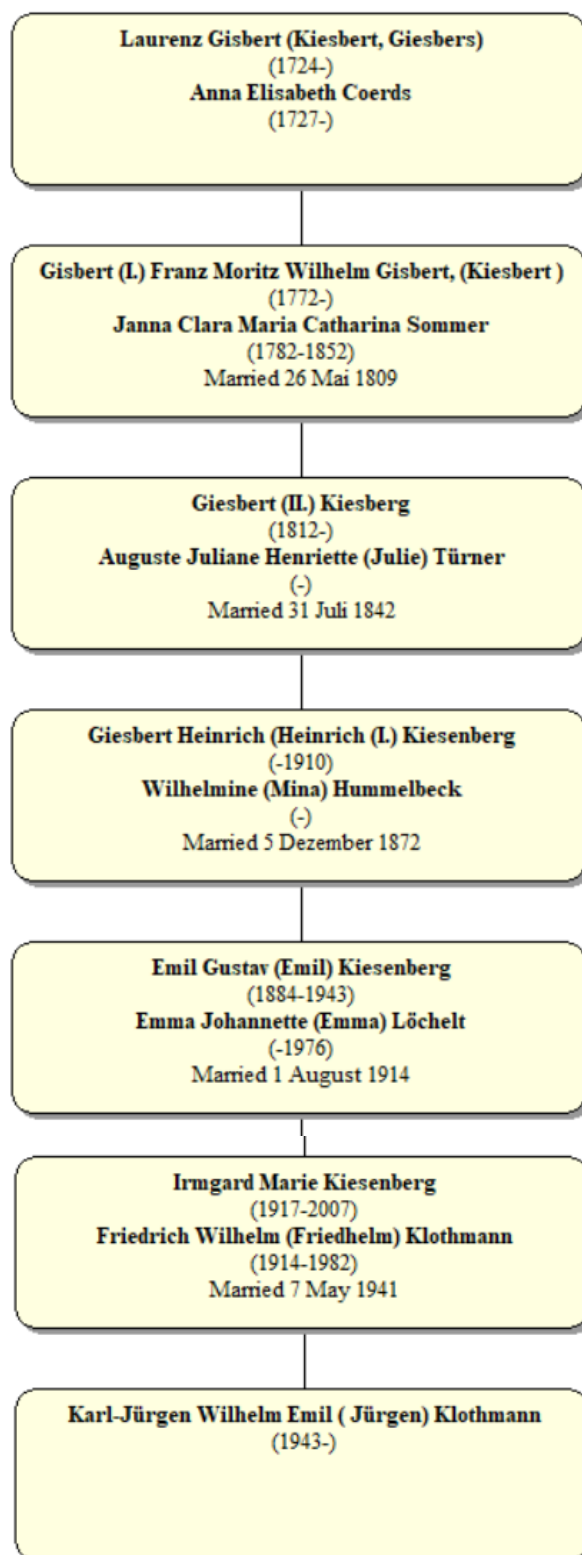 Laurenz Gisbert (Kiesbert, Giesbers)
(1724-)
Anna Elisabeth Coerds
(1727-)
Gisbert (I.) Franz Moritz Wilhelm Gisbert, (Kiesbert )
(1772-)
Janna Clara Maria Catharina Sommer
(1782-1852)
Married 26 Mai 1809
Giesbert (II.) Kiesberg
(1812-)
Auguste Juliane Henriette (Julie) Türner
(-)
Married 31 Juli 1842
Giesbert Heinrich (Heinrich (I.) Kiesenberg
(-1910)
Wilhelmine (Mina) Hummelbeck
(-)
Married 5 Dezember 1872
Emil Gustav (Emil) Kiesenberg
(1884-1943)
Emma Johannette (Emma) Löchelt
(-1976)
Married 1 August 1914
Irmgard Marie Kiesenberg
(1917-2007)
Friedrich Wilhelm (Friedhelm) Klothmann
(1914-1982)
Married 7 May 1941
Karl-Jürgen Wilhelm Emil ( Jürgen) Klothmann
(1943-)